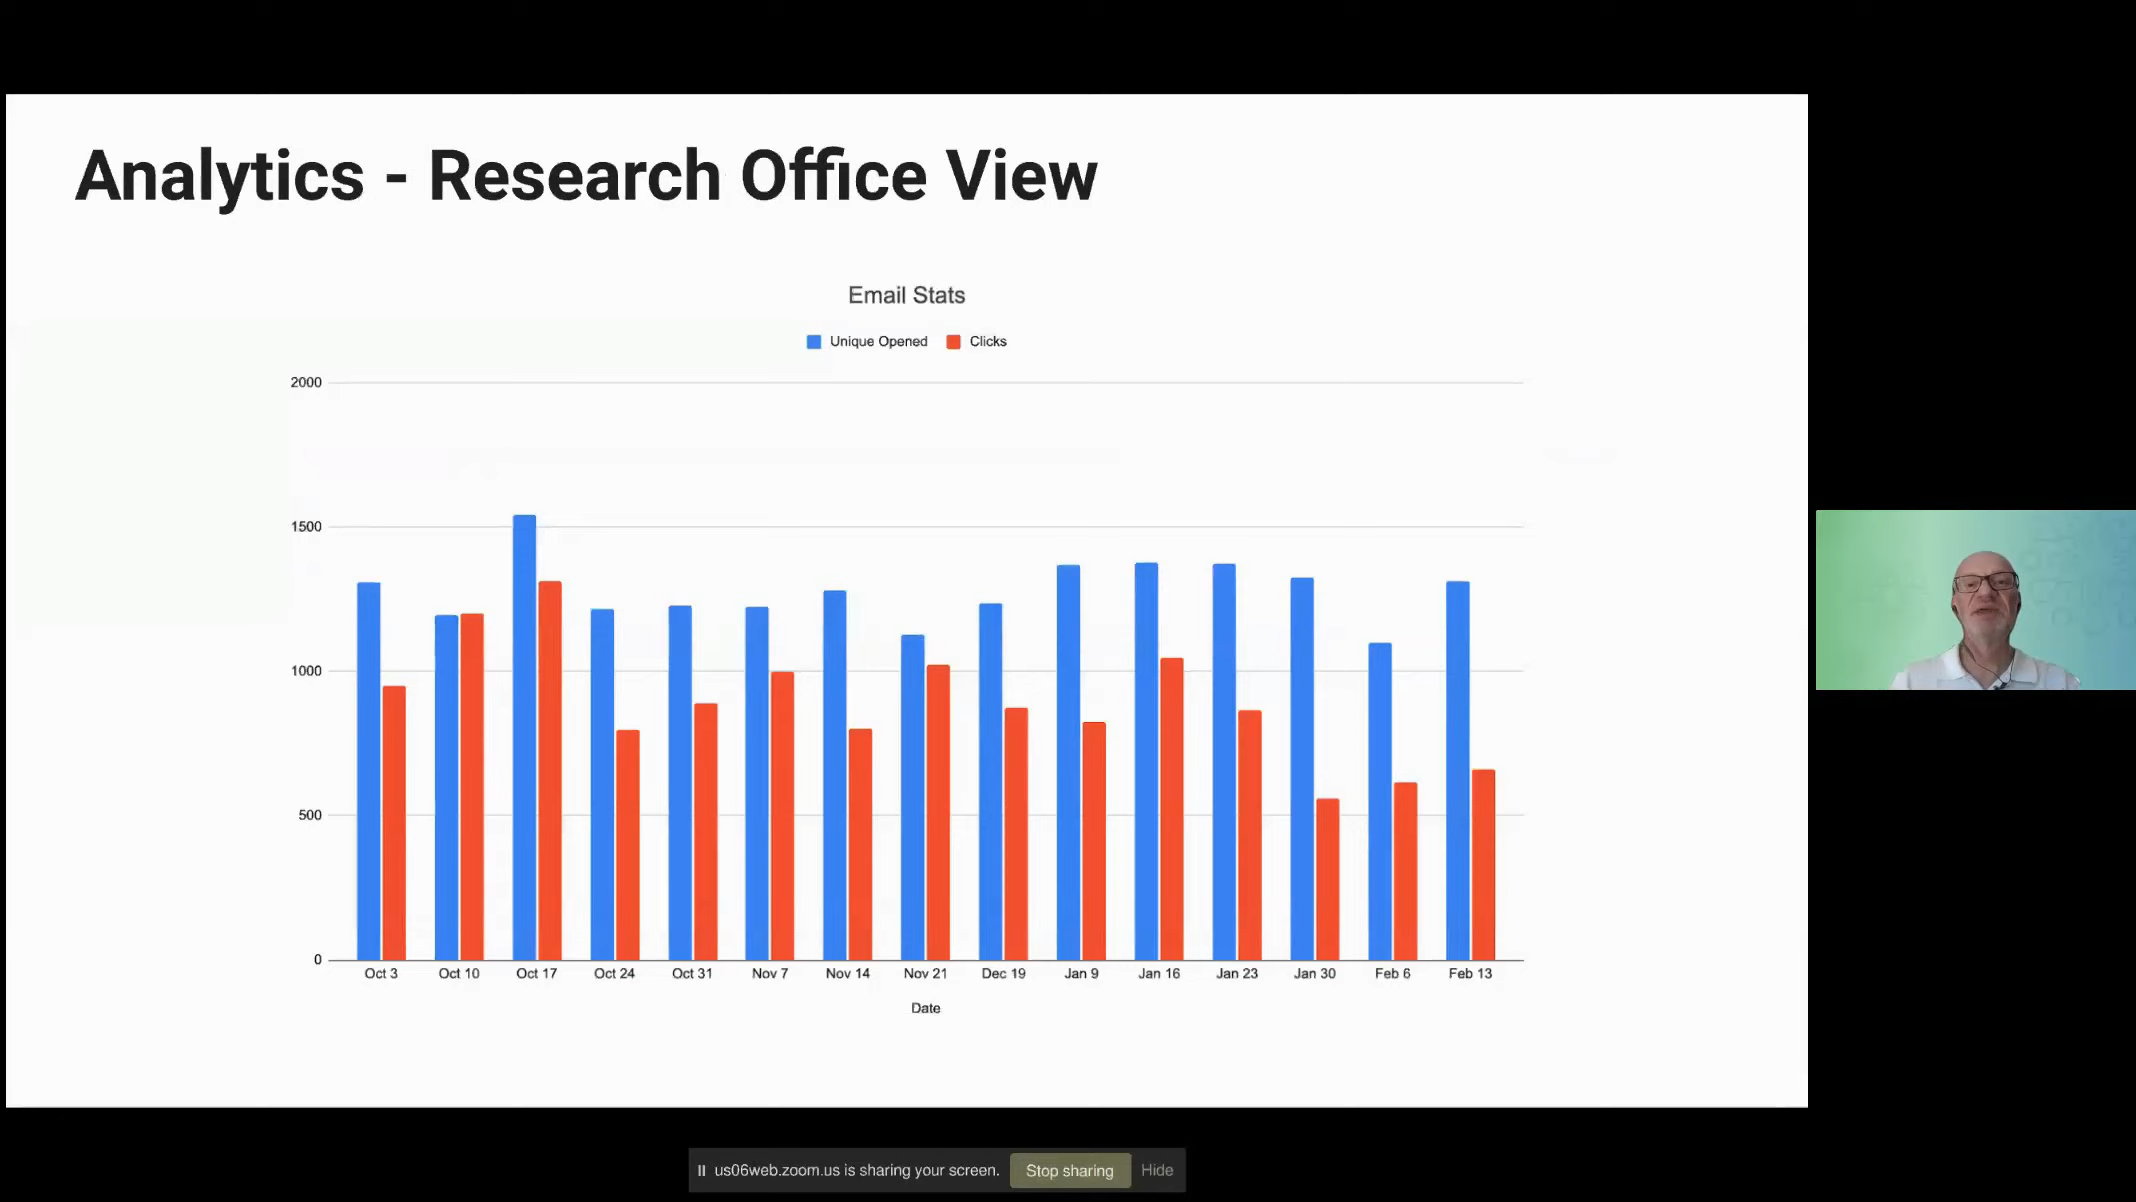 Analytics - Research Office View
Email Stats
Unique Opened Clicks
2000
1500
1000
500
0
Oct 3 Oct 10 Oct 17 Oct 24 Oct 31 Nov 7 Nov 14 Nov 21 Dec 19 Jan 9 Jan 16 Jan 23 Jan 30 Feb 6 Feb 13
Date
us06web.zoom.us is sharing your screen. Stop sharing Hide